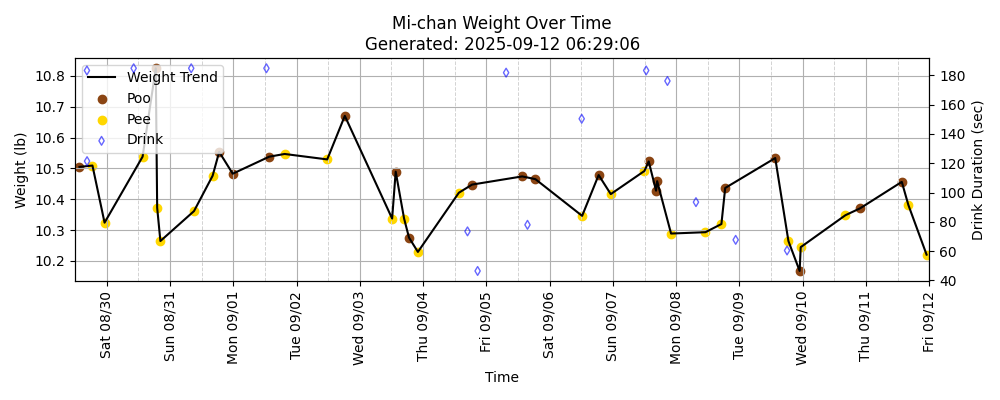 Mi-chan Weight Over Time
Generated: 2025-09-12 06:29:06
Weight (lb)
10.8
10.7
10.6
10.5
10.4
10.3
10.2
Weight Trend
Poo
Pee
Drink
180
160
140
120
100
80
60
40
Drink Duration (sec)
Sat 08/30
Sun 08/31
Mon 09/01
Tue 09/02
Wed 09/03
Thu 09/04
Fri 09/05
Sat 09/06
Sun 09/07
Mon 09/08
Tue 09/09
Wed 09/10
Thu 09/11
Fri 09/12
Time